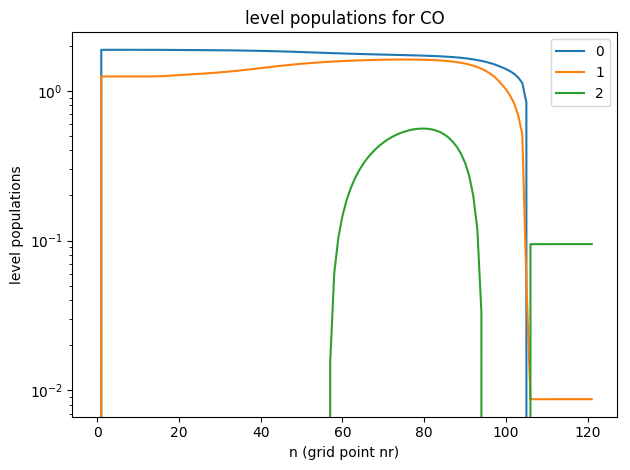 level populations for CO
0
1
2
10⁰
10⁻¹
10⁻²
level populations
0 20 40 60 80 100 120
n (grid point nr)